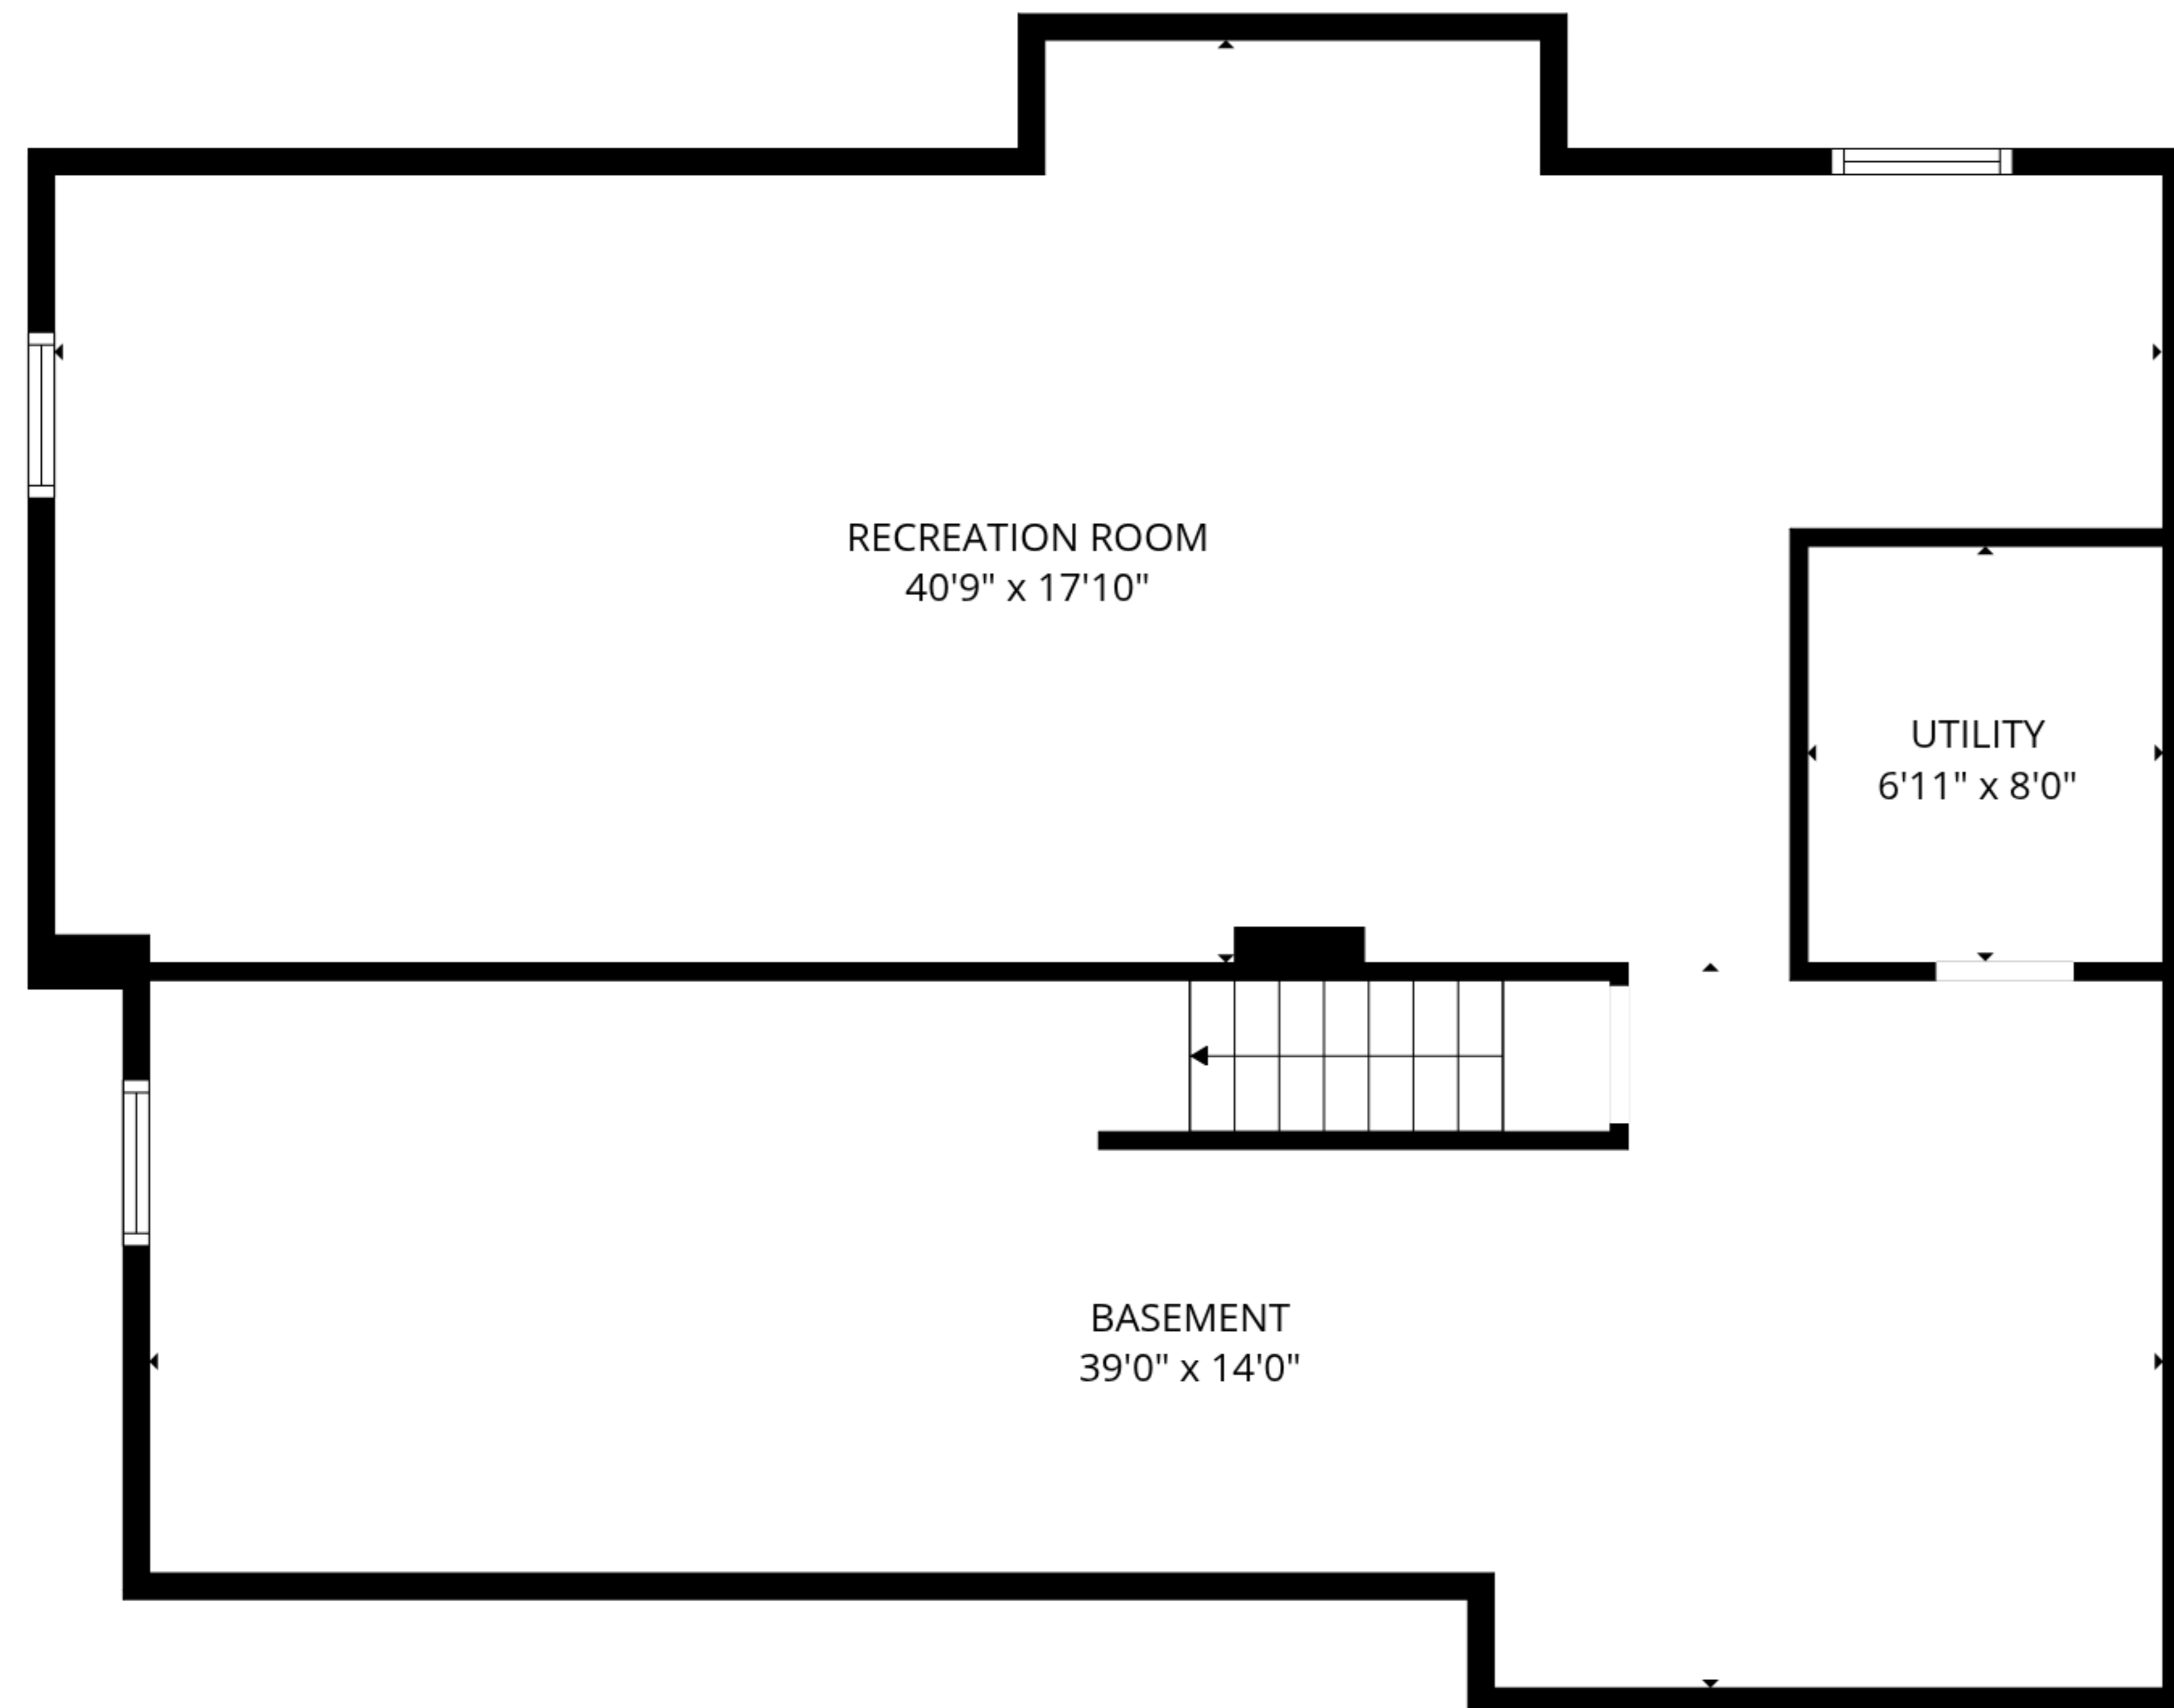 RECREATION ROOM
40'9" x 17'10"
UTILITY
6'11" x 8'0"
BASEMENT
39'0" x 14'0"